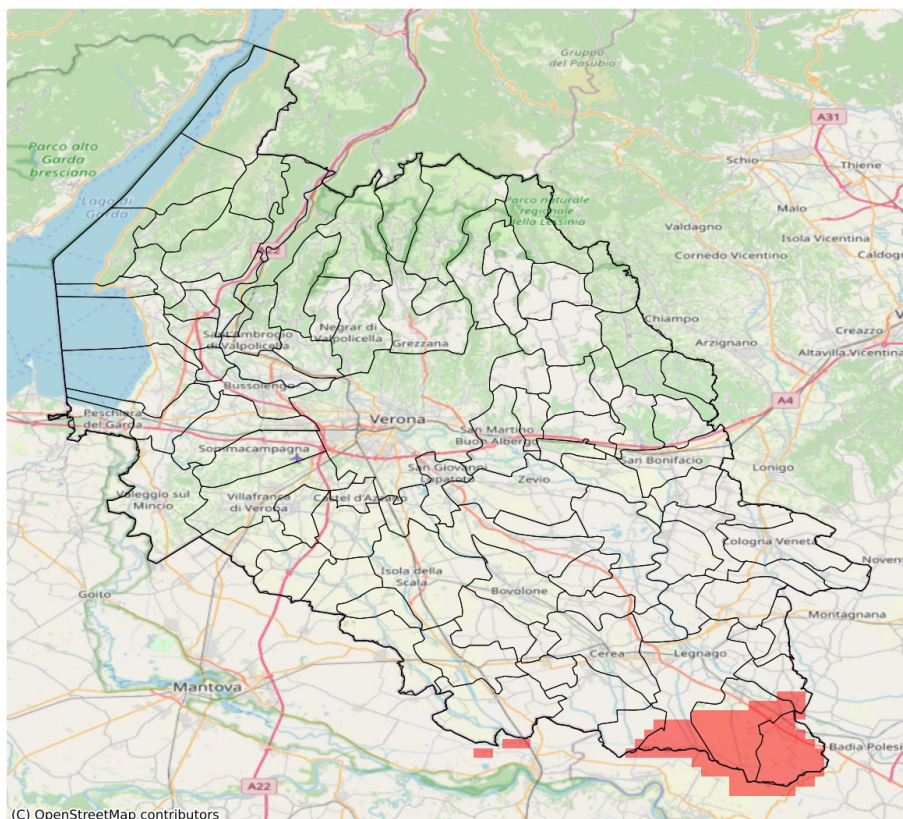 Gruppo
del Pasubio
A31
Parco alto
Garda
bresciano
Schio
Thiene
Lago di
Garda
Parco naturale
regionale
della Lessinia
Malo
Valdagno
Isola Vicentina
A22
Cornedo Vicentino
Caldogn
Sant'Ambrogio
di Valpolicella
Negrar di
Valpolicella
Grezzana
Chiampo
Arzignano
Creazzo
Altavilla Vicentina
Bussolengo
A4
Peschiera
del Garda
Verona
San Martino
Buon Albergo
Sommacampagna
San Giovanni
Lupatoto
Zevio
San Bonifacio
Lonigo
Valeggio sul
Mincio
Villafranca
di Verona
Castel d'Azzano
Cologna Veneta
Isola della
Scala
Bovolone
Novent
Goito
Montagnana
Cerea
Legnago
Mantova
Badia Polesi
A22
(C) OpenStreetMap contributors